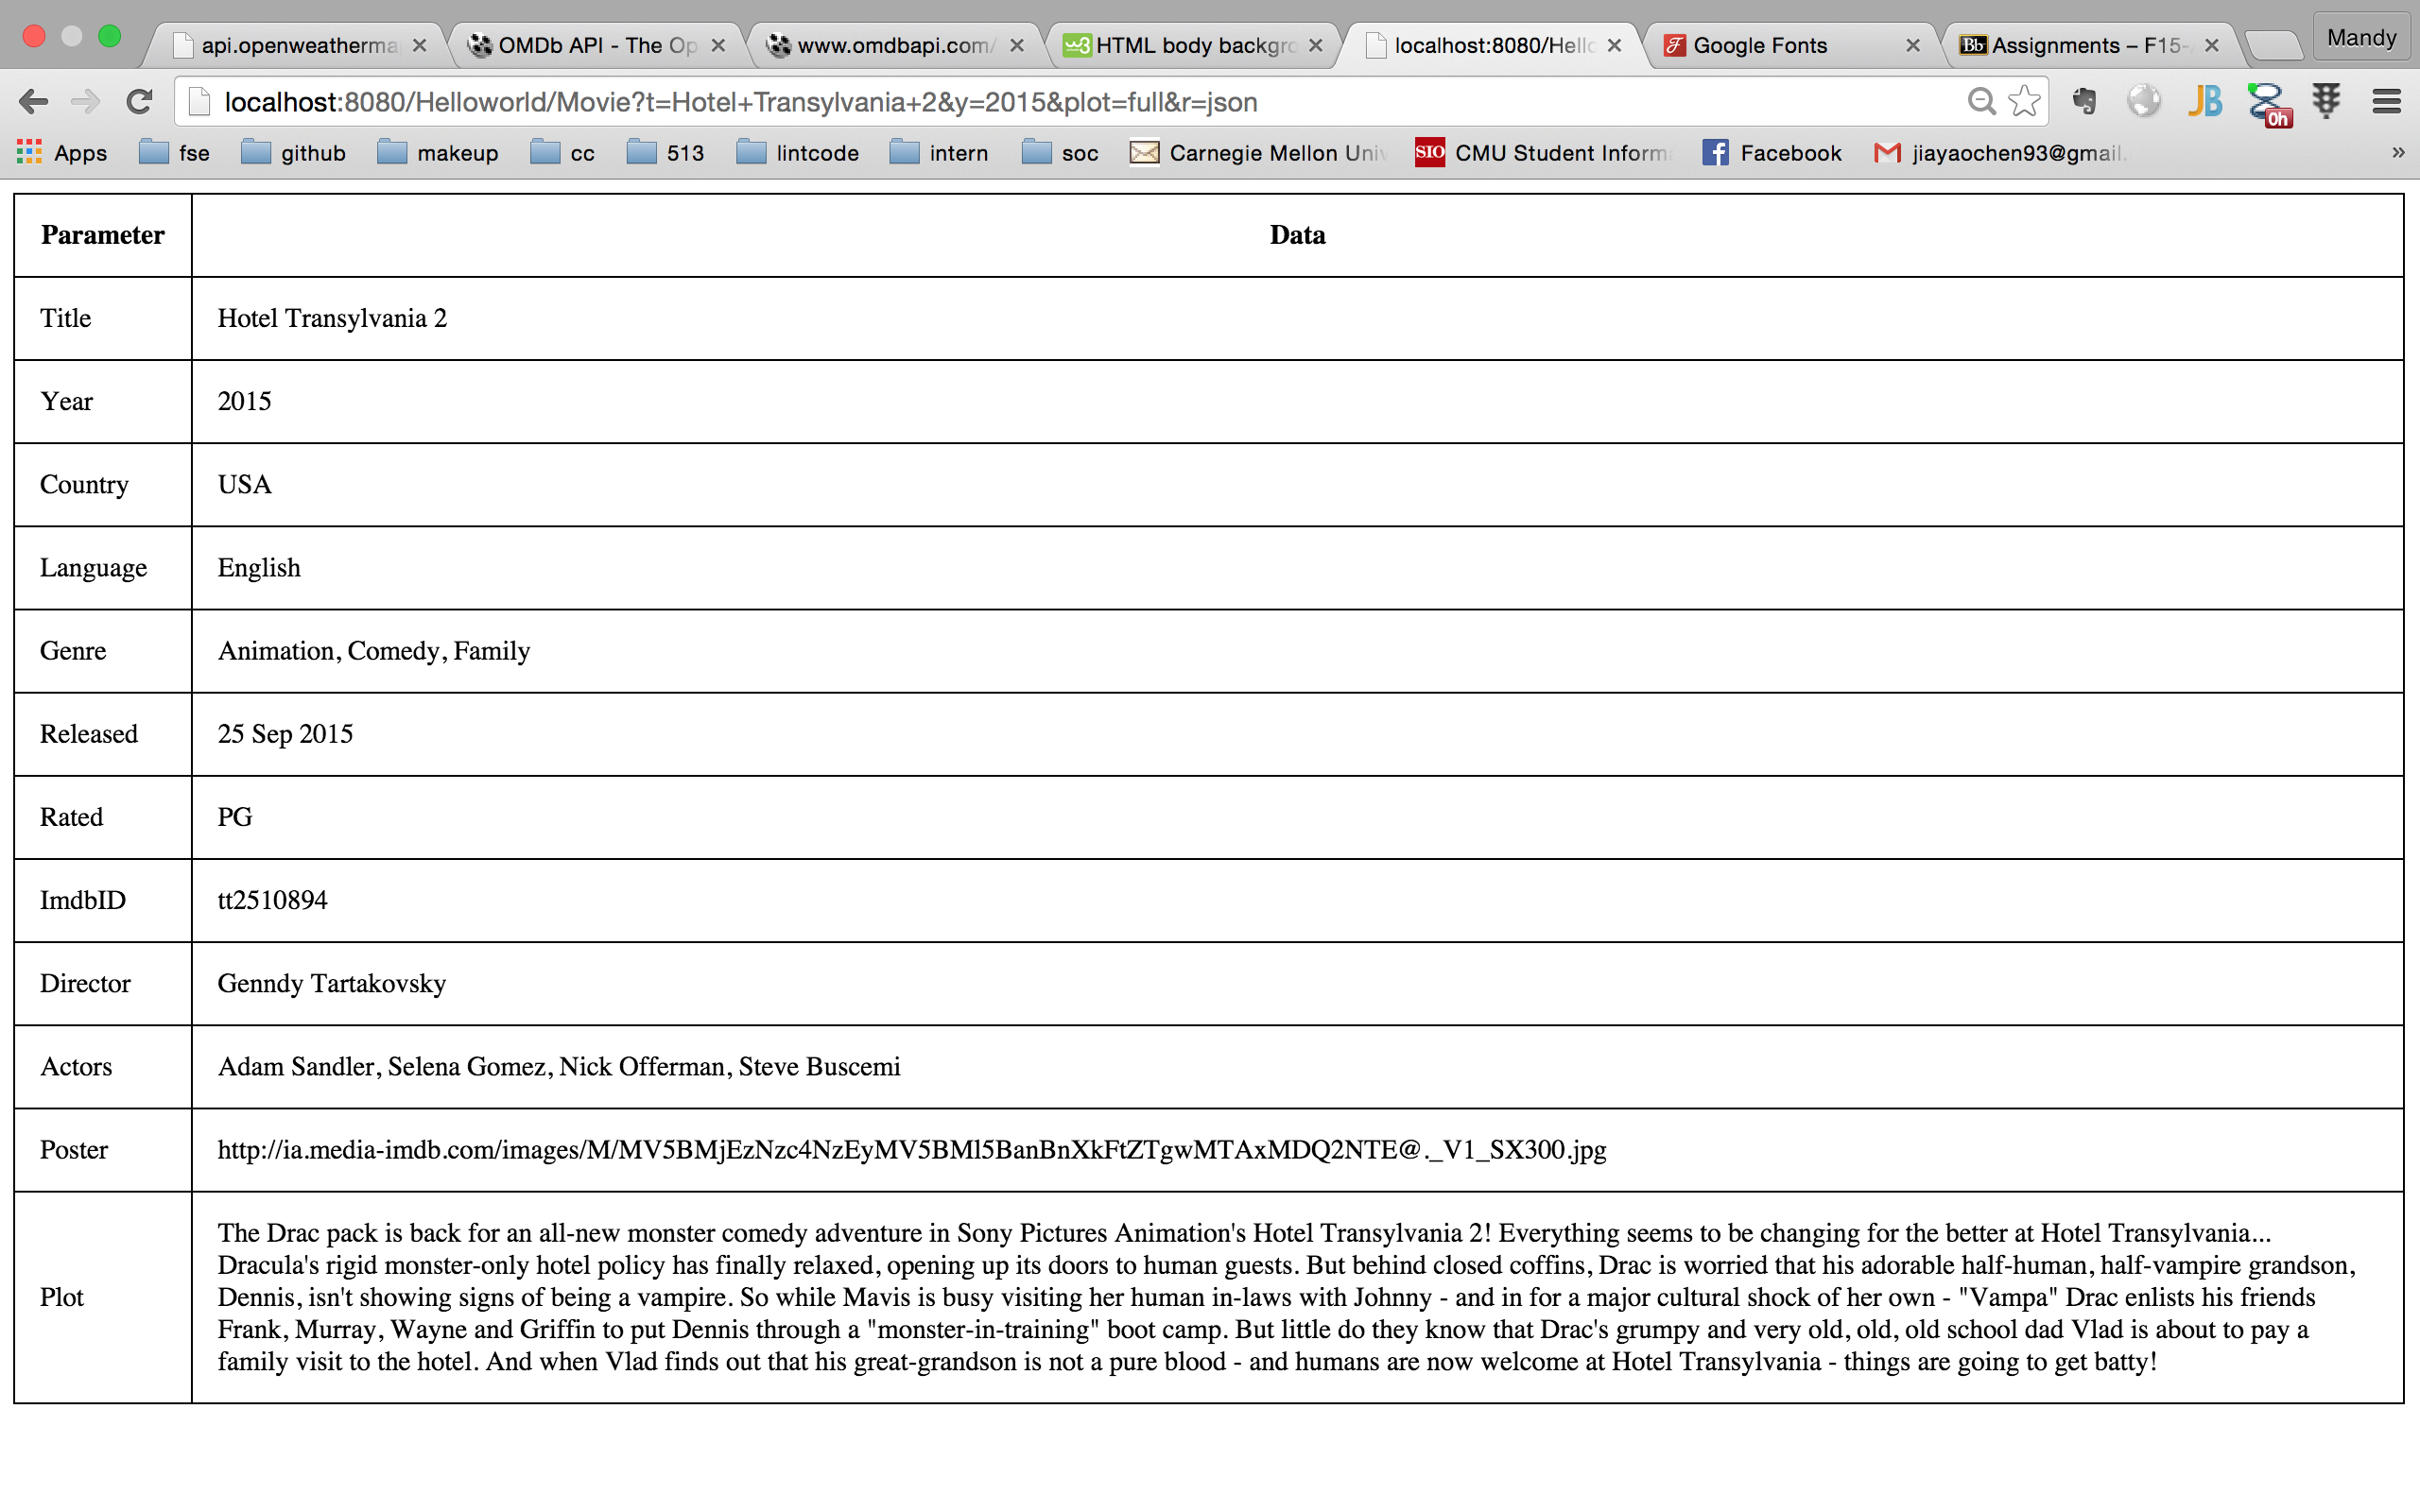 api.openweatherma
OMDb API - The Op
www.omdbapi.com/
HTML body backgro
localhost:8080/Hello
Google Fonts
Assignments – F15-
Mandy
localhost:8080/Helloworld/Movie?t=Hotel+Transylvania+2&y=2015&plot=full&r=json
JB
0h
Apps
fse
github
makeup
cc
513
lintcode
intern
soc
Carnegie Mellon Univ
SIO CMU Student Informa
Facebook
jiayaochen93@gmail.
»
Parameter Data
Title Hotel Transylvania 2
Year 2015
Country USA
Language English
Genre Animation, Comedy, Family
Released 25 Sep 2015
Rated PG
ImdbID tt2510894
Director Genndy Tartakovsky
Actors Adam Sandler, Selena Gomez, Nick Offerman, Steve Buscemi
Poster http://ia.media-imdb.com/images/M/MV5BMjEzNzc4NzEyMV5BMl5BanBnXkFtZTgwMTAxMDQ2NTE@._V1_SX300.jpg
Plot
The Drac pack is back for an all-new monster comedy adventure in Sony Pictures Animation's Hotel Transylvania 2! Everything seems to be changing for the better at Hotel Transylvania...
Dracula's rigid monster-only hotel policy has finally relaxed, opening up its doors to human guests. But behind closed coffins, Drac is worried that his adorable half-human, half-vampire grandson,
Dennis, isn't showing signs of being a vampire. So while Mavis is busy visiting her human in-laws with Johnny - and in for a major cultural shock of her own - "Vampa" Drac enlists his friends
Frank, Murray, Wayne and Griffin to put Dennis through a "monster-in-training" boot camp. But little do they know that Drac's grumpy and very old, old, old school dad Vlad is about to pay a
family visit to the hotel. And when Vlad finds out that his great-grandson is not a pure blood - and humans are now welcome at Hotel Transylvania - things are going to get batty!